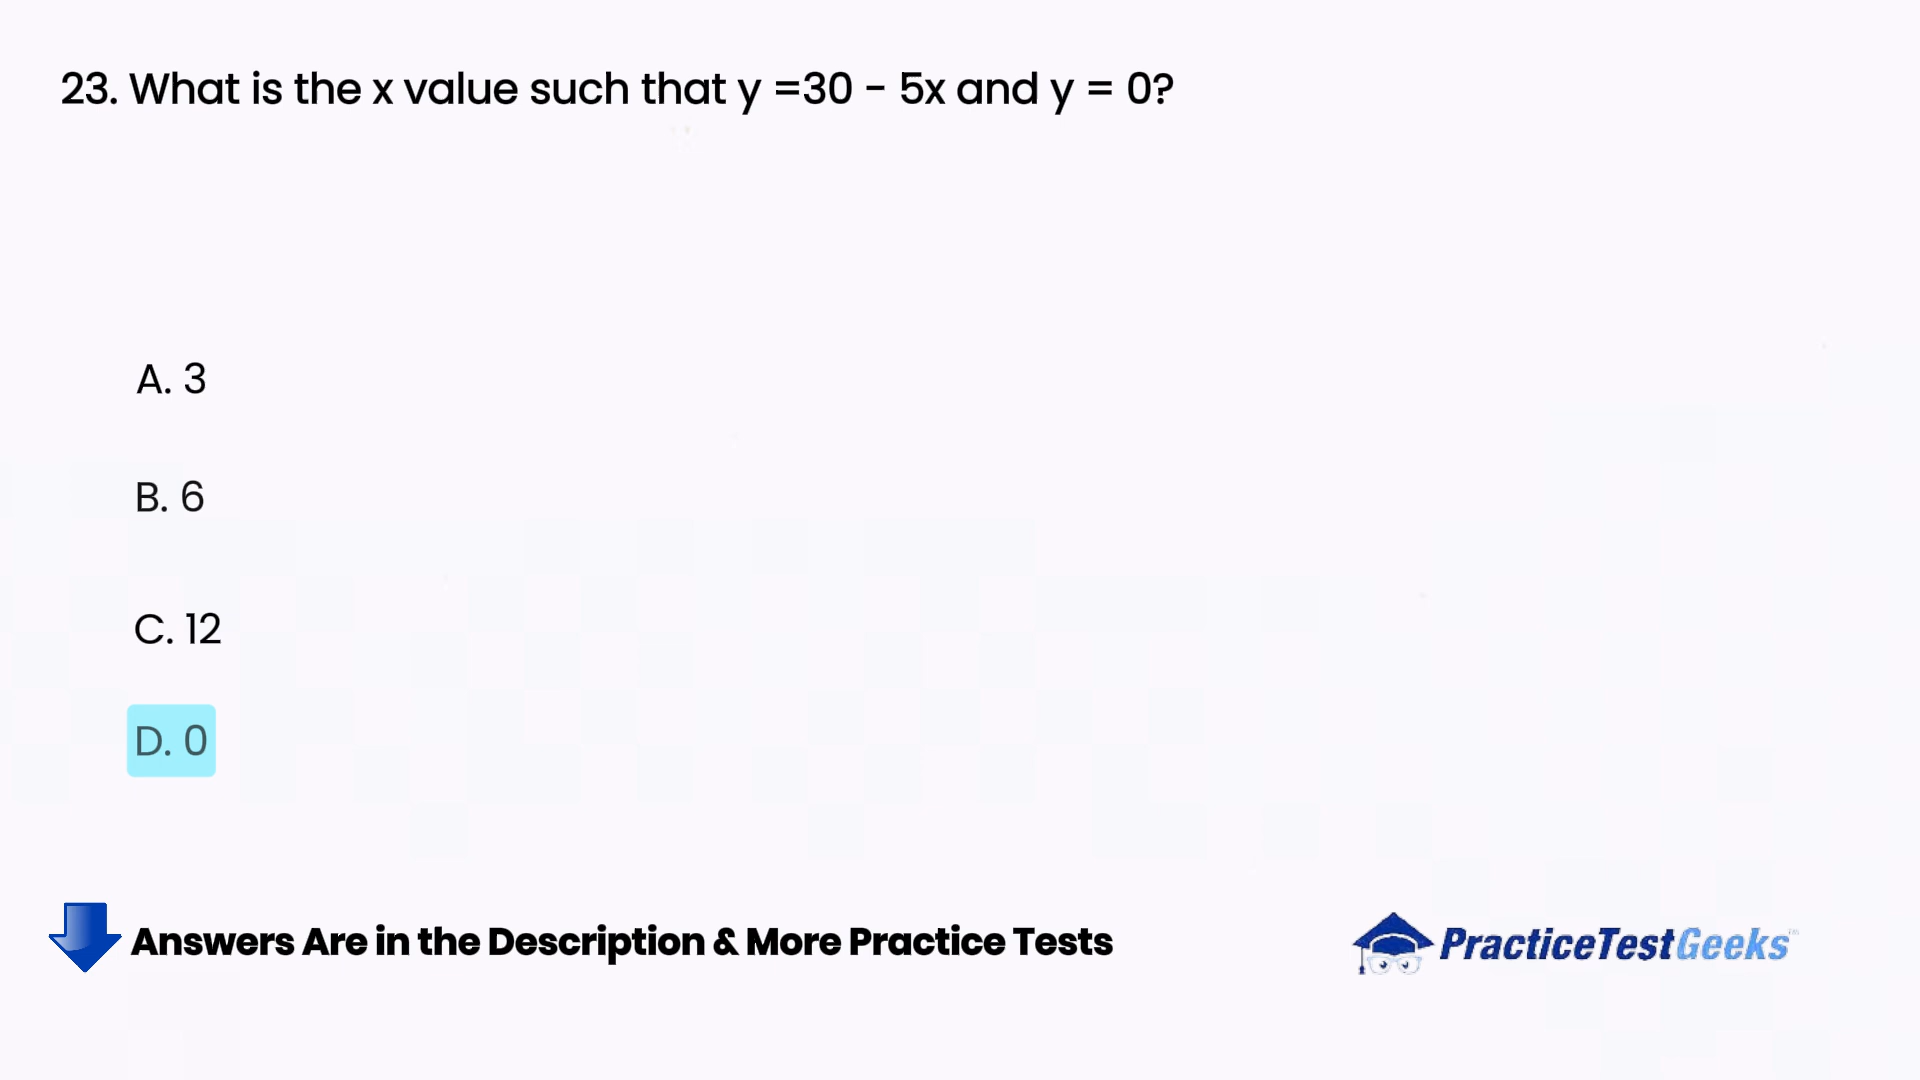 23. What is the x value such that y =30 - 5x and y = 0?
A. 3
B. 6
C. 12
D. 0
Answers Are in the Description & More Practice Tests
PracticeTestGeeks™